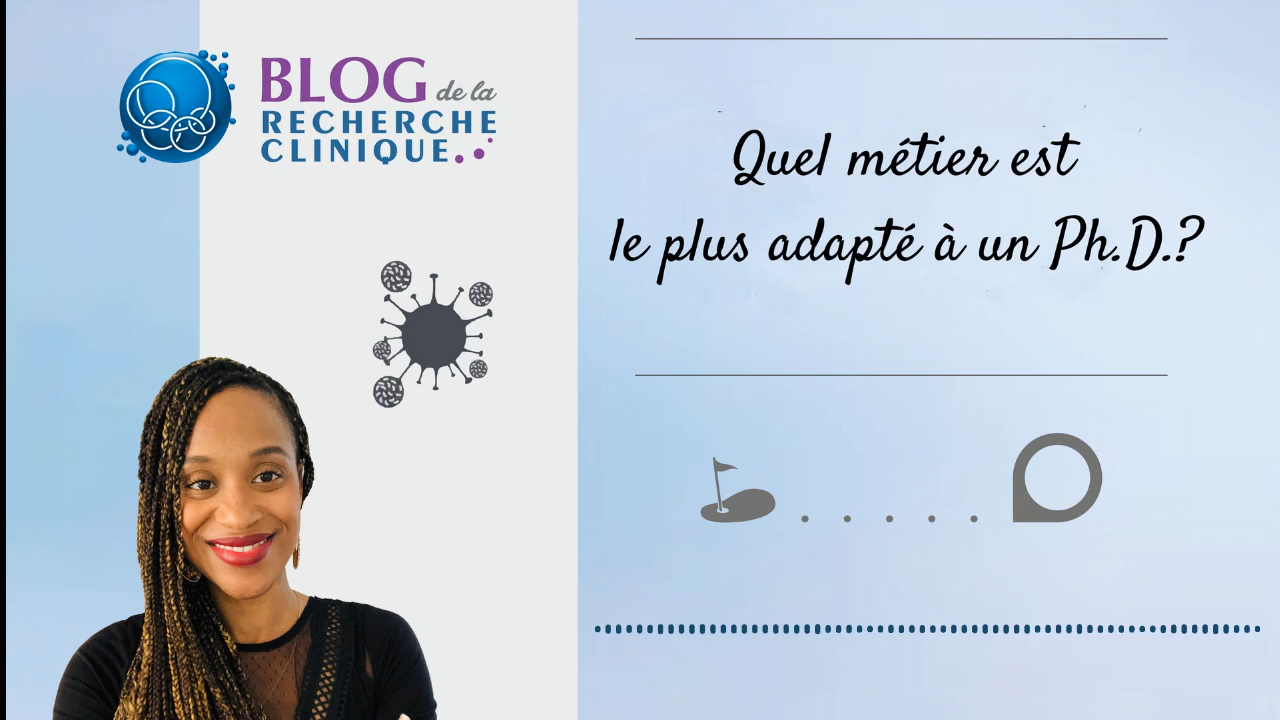 BLOG de la
RECHERCHE
CLINIQUE
Quel métier est
le plus adapté à un Ph.D.?